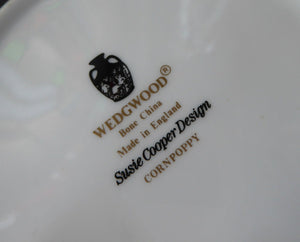 WEDGWOOD®
Bone China
Made in England
Susie Cooper Design
CORNPOPPY